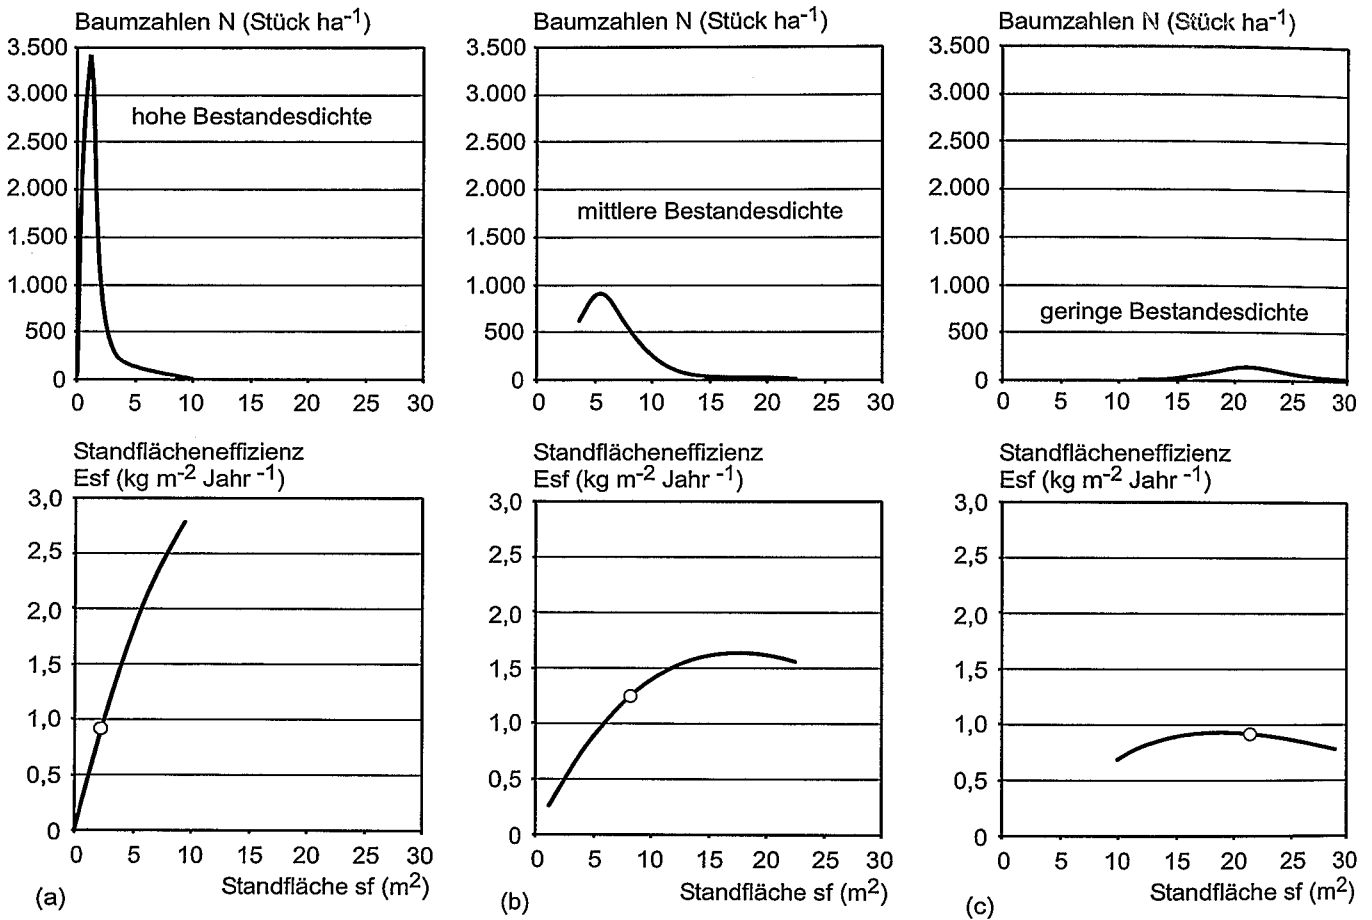 Baumzahlen N (Stück ha-1)
3.500
3.000
2.500
2.000
1.500
1.000
500
0
hohe Bestandesdichte
0 5 10 15 20 25 30
Baumzahlen N (Stück ha-1)
3.500
3.000
2.500
2.000
1.500
1.000
500
0
mittlere Bestandesdichte
0 5 10 15 20 25 30
Baumzahlen N (Stück ha-1)
3.500
3.000
2.500
2.000
1.500
1.000
500
0
geringe Bestandesdichte
0 5 10 15 20 25 30
Standflächeneffizienz
Esf (kg m-2 Jahr -1)
3,0
2,5
2,0
1,5
1,0
0,5
0
0 5 10 15 20 25 30
(a)
Standfläche sf (m2)
Standflächeneffizienz
Esf (kg m-2 Jahr -1)
3,0
2,5
2,0
1,5
1,0
0,5
0
0 5 10 15 20 25 30
(b)
Standfläche sf (m2)
Standflächeneffizienz
Esf (kg m-2 Jahr -1)
3,0
2,5
2,0
1,5
1,0
0,5
0
0 5 10 15 20 25 30
(c)
Standfläche sf (m2)